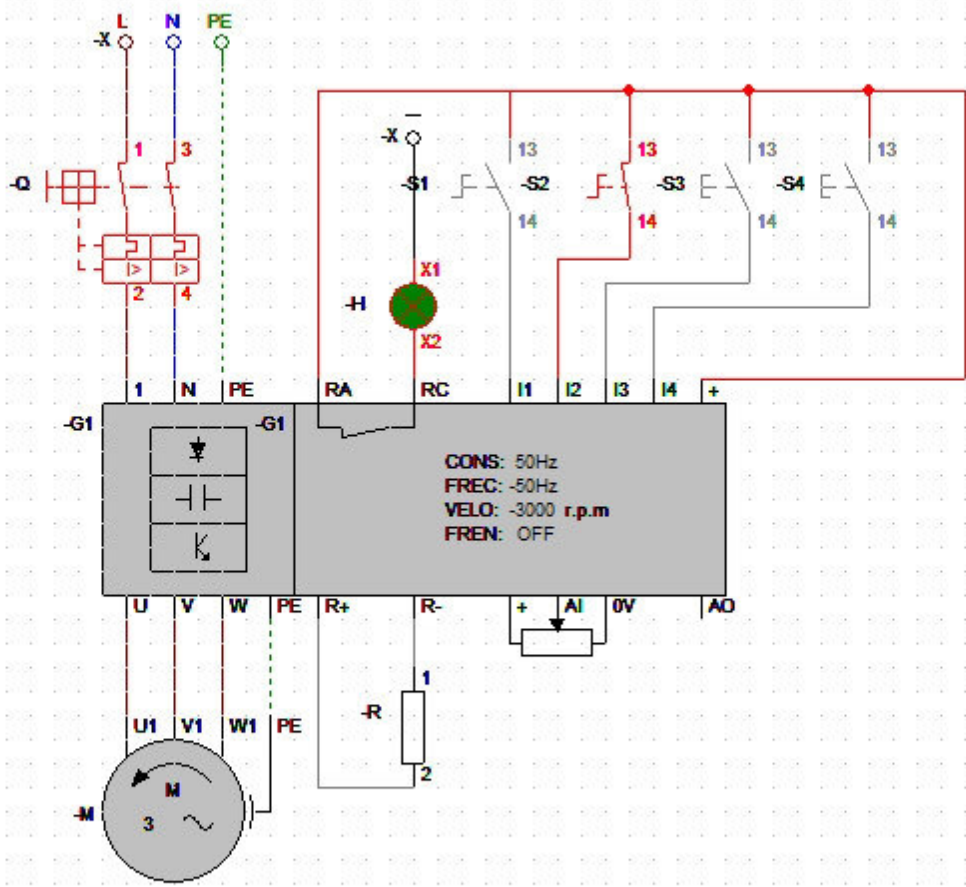 L N PE
-X
-X
1 3 13 13 13 13
-Q -S1 -S2 -S3 -S4
14 14 14 14
X1
2 4
-H
X2
1 N PE RA RC I1 I2 I3 I4 +
-G1 -G1
CONS: 50Hz
FREC: -50Hz
VELO: -3000 r.p.m
FREN: OFF
U V W PE R+ R- + AI 0V AO
1
-R
U1 V1 W1 PE
2
M
-M 3